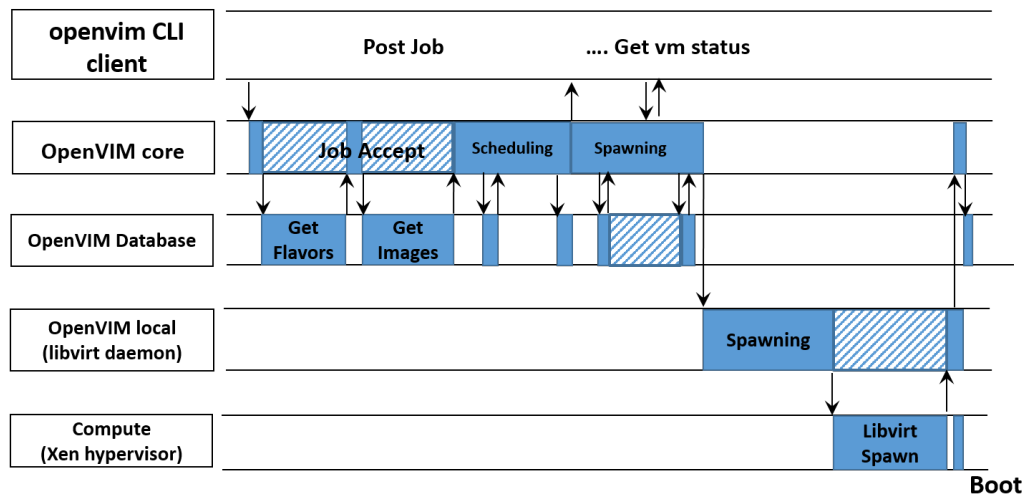 openvim CLI
client
Post Job
.... Get vm status
OpenVIM core
Job Accept
Scheduling
Spawning
OpenVIM Database
Get
Flavors
Get
Images
OpenVIM local
(libvirt daemon)
Spawning
Compute
(Xen hypervisor)
Libvirt
Spawn
Boot